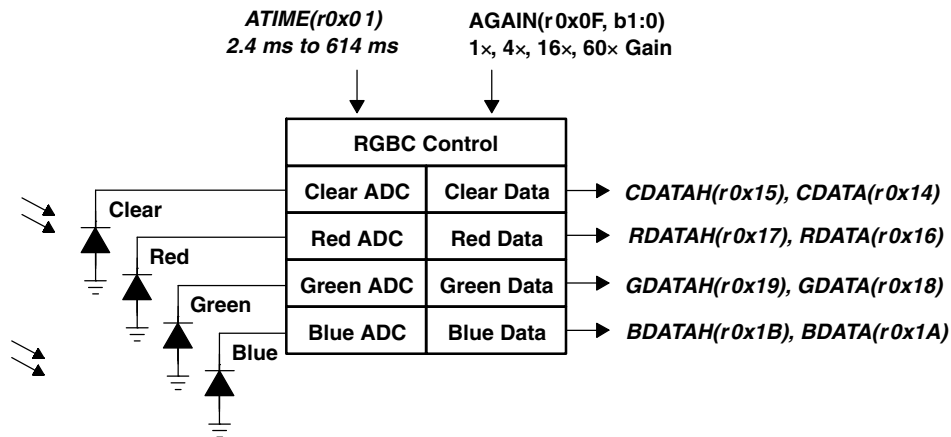 ATIME(r0x01)
2.4 ms to 614 ms
AGAIN(r0x0F, b1:0)
1×, 4×, 16×, 60× Gain
RGBC Control
Clear
Clear ADC
Clear Data
CDATAH(r0x15), CDATA(r0x14)
Red
Red ADC
Red Data
RDATAH(r0x17), RDATA(r0x16)
Green
Green ADC
Green Data
GDATAH(r0x19), GDATA(r0x18)
Blue
Blue ADC
Blue Data
BDATAH(r0x1B), BDATA(r0x1A)